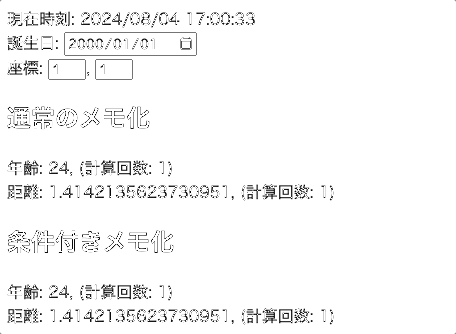 現在時刻: 2024/08/04 17:00:33
誕生日: 2000/01/01
座標: 1, 1
通常のメモ化
年齢: 24, (計算回数: 1)
距離: 1.4142135623730951, (計算回数: 1)
条件付きメモ化
年齢: 24, (計算回数: 1)
距離: 1.4142135623730951, (計算回数: 1)